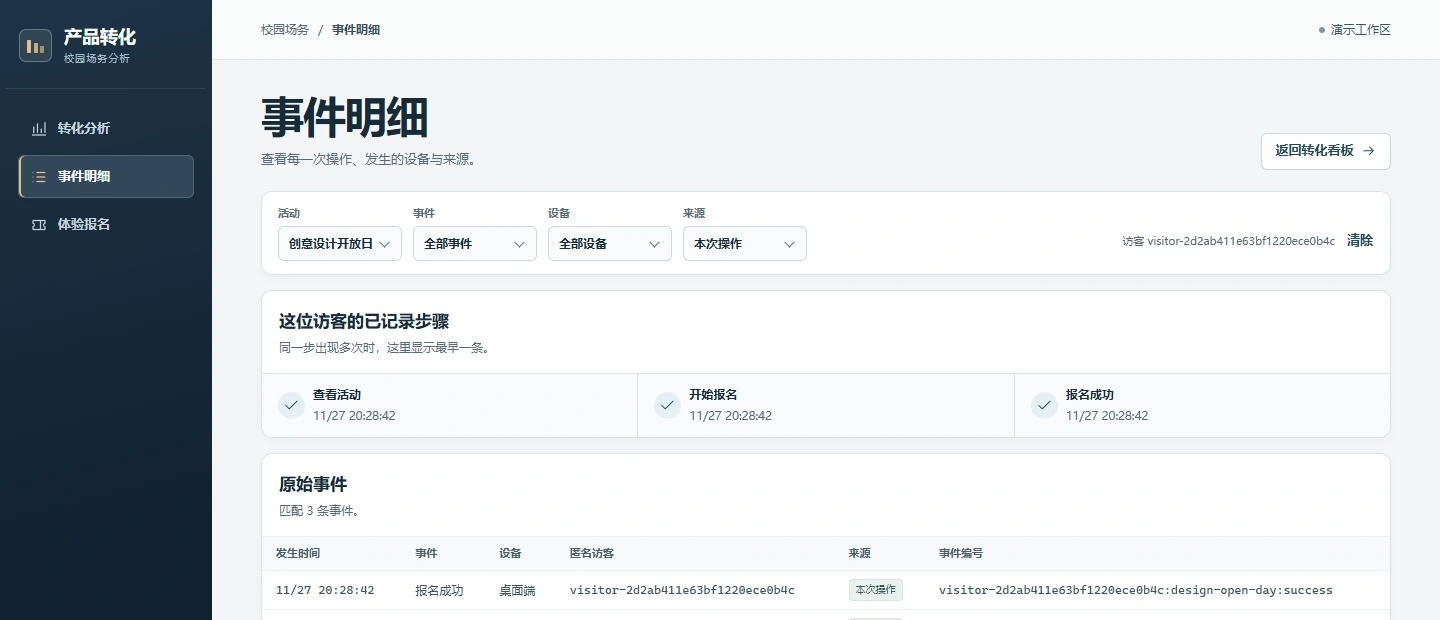 产品转化
校园场务分析
转化分析
事件明细
体验报名
校园场务 / 事件明细
演示工作区
事件明细
查看每一次操作、发生的设备与来源。
返回转化看板 →
活动 事件 设备 来源
创意设计开放日 全部事件 全部设备 本次操作
访客 visitor-2d2ab411e63bf1220ece0b4c 清除
这位访客的已记录步骤
同一步出现多次时，这里显示最早一条。
查看活动
11/27 20:28:42
开始报名
11/27 20:28:42
报名成功
11/27 20:28:42
原始事件
匹配 3 条事件。
发生时间 事件 设备 匿名访客 来源 事件编号
11/27 20:28:42 报名成功 桌面端 visitor-2d2ab411e63bf1220ece0b4c 本次操作 visitor-2d2ab411e63bf1220ece0b4c:design-open-day:success